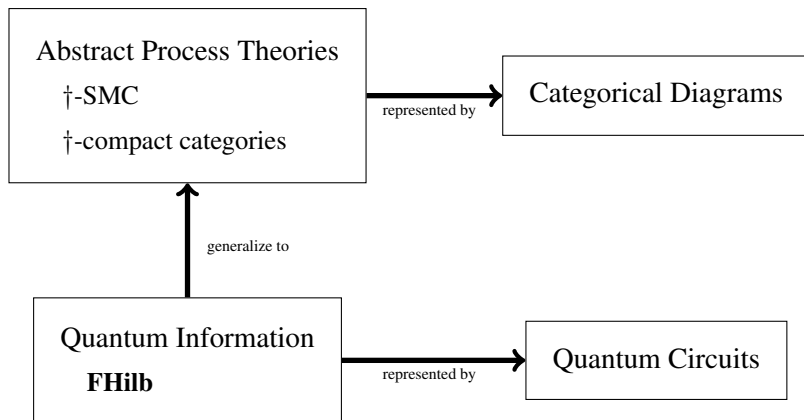 Abstract Process Theories
†-SMC
†-compact categories
represented by
Categorical Diagrams
generalize to
Quantum Information
FHilb
represented by
Quantum Circuits